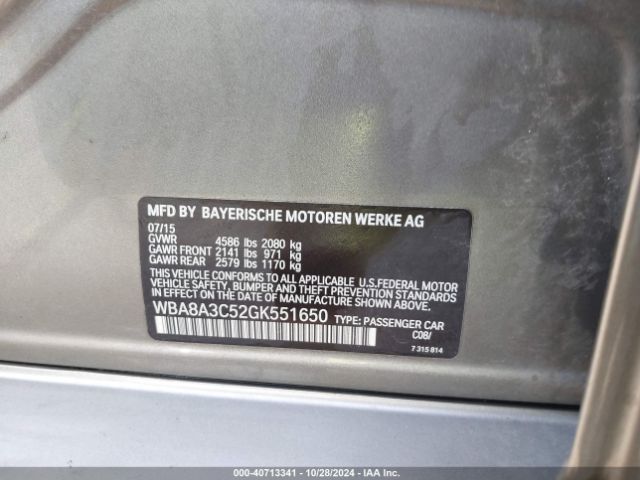 MFD BY BAYERISCHE MOTOREN WERKE AG
07/15
GVWR 4586 lbs 2080 kg
GAWR FRONT 2141 lbs 971 kg
GAWR REAR 2579 lbs 1170 kg
THIS VEHICLE CONFORMS TO ALL APPLICABLE U.S.FEDERAL MOTOR
VEHICLE SAFETY, BUMPER AND THEFT PREVENTION STANDARDS
IN EFFECT ON THE DATE OF MANUFACTURE SHOWN ABOVE.
WBA8A3C52GK551650 TYPE: PASSENGER CAR
C08/
7 315 814
000-40713341 | 10/28/2024 - IAA Inc.